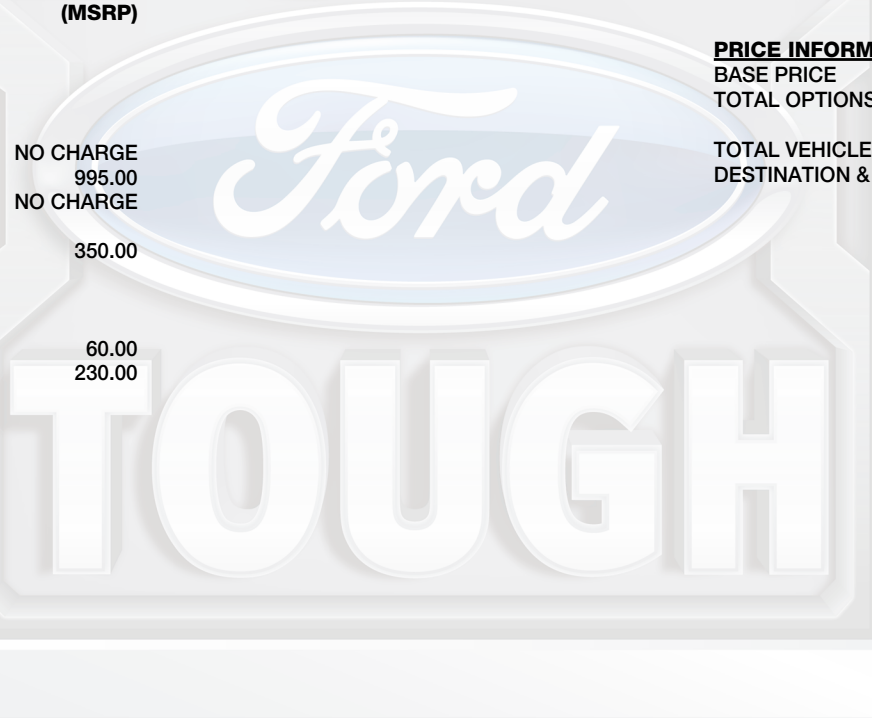 (MSRP)
PRICE INFORM
BASE PRICE
TOTAL OPTIONS
NO CHARGE
TOTAL VEHICLE
995.00
DESTINATION &
NO CHARGE
350.00
60.00
230.00
Ford
TOUGH